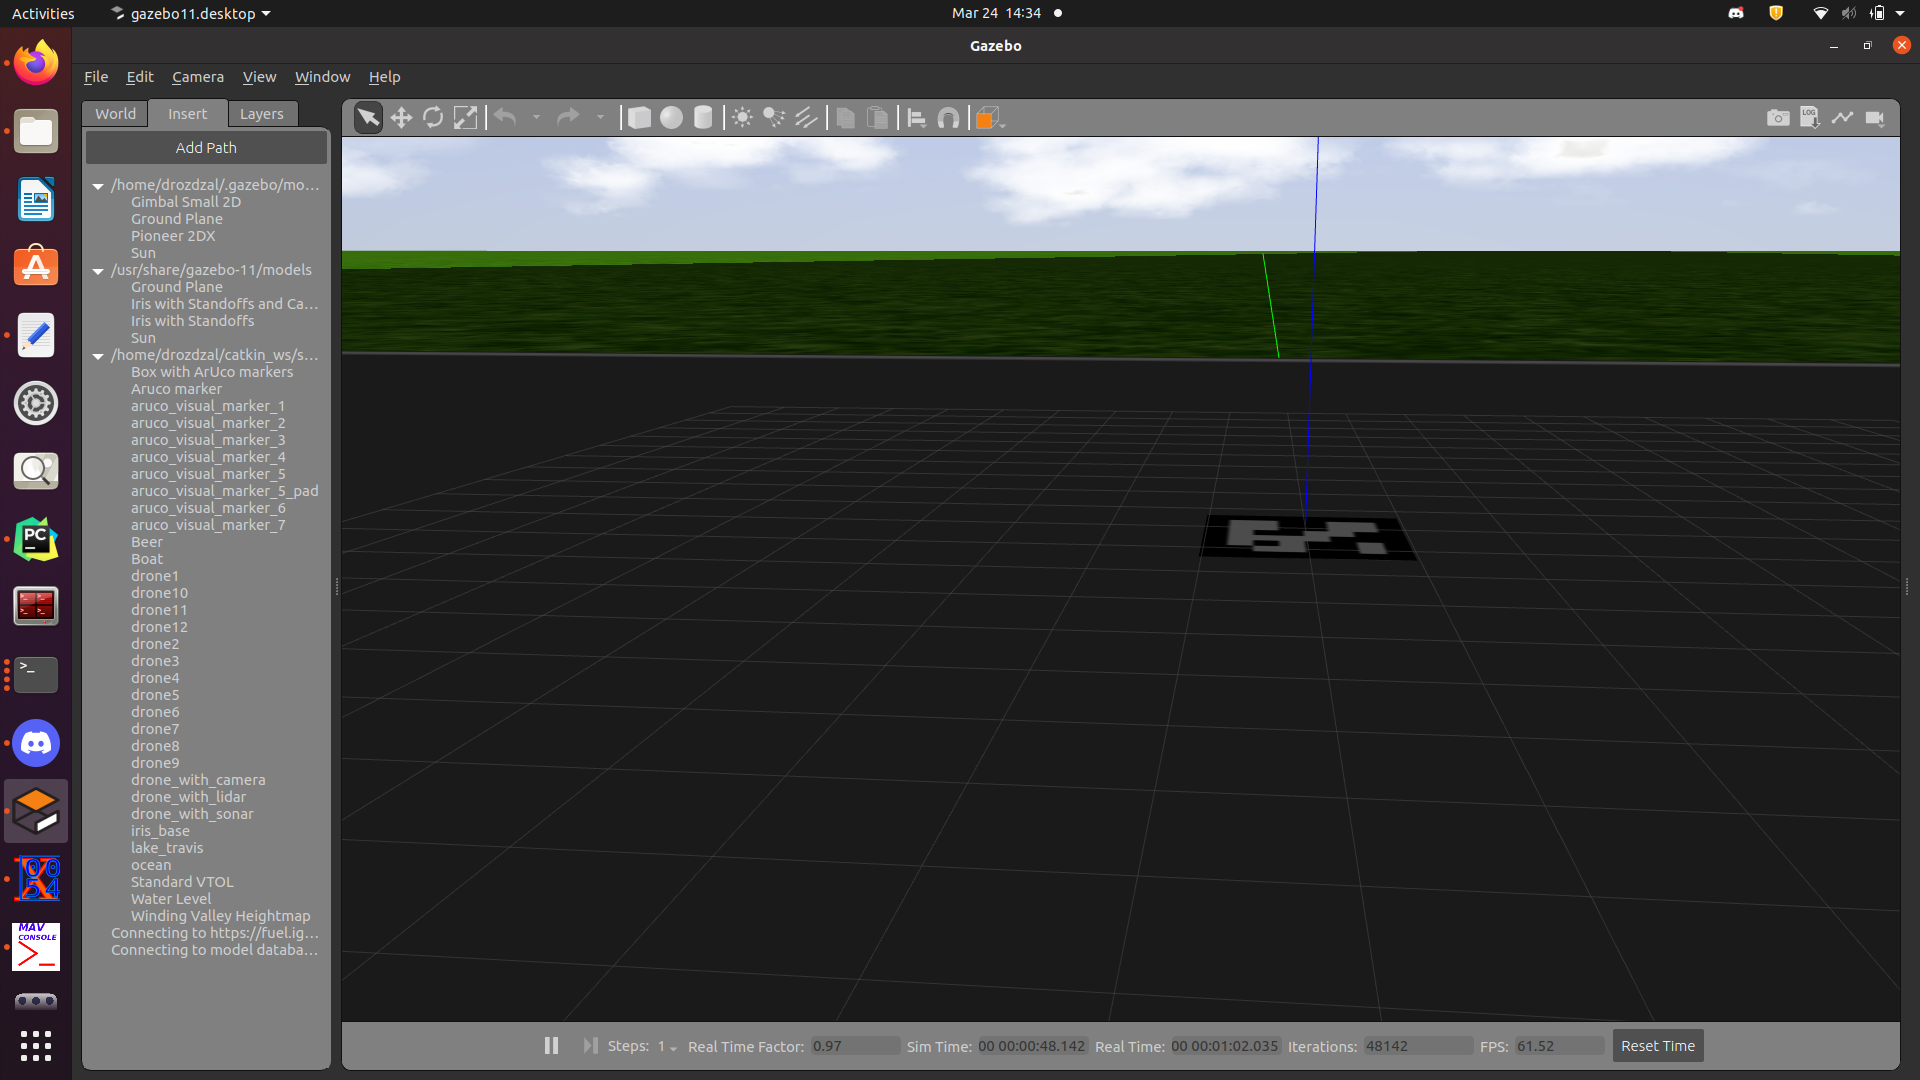 Activities
gazebo11.desktop
Mar 24 14:34
Gazebo
File Edit Camera View Window Help
World Insert Layers
Add Path
/home/drozdzal/.gazebo/mo...
Gimbal Small 2D
Ground Plane
Pioneer 2DX
Sun
/usr/share/gazebo-11/models
Ground Plane
Iris with Standoffs and Ca...
Iris with Standoffs
Sun
/home/drozdzal/catkin_ws/s...
Box with ArUco markers
Aruco marker
aruco_visual_marker_1
aruco_visual_marker_2
aruco_visual_marker_3
aruco_visual_marker_4
aruco_visual_marker_5
aruco_visual_marker_5_pad
aruco_visual_marker_6
aruco_visual_marker_7
Beer
Boat
drone1
drone10
drone11
drone12
drone2
drone3
drone4
drone5
drone6
drone7
drone8
drone9
drone_with_camera
drone_with_lidar
drone_with_sonar
iris_base
lake_travis
ocean
Standard VTOL
Water Level
Winding Valley Heightmap
Connecting to https://fuel.ig...
Connecting to model databa...
LOG
PC
>_
0054
MAV
CONSOLE
>_
Steps: 1 Real Time Factor: 0.97 Sim Time: 00 00:00:48.142 Real Time: 00 00:01:02.035 Iterations: 48142 FPS: 61.52 Reset Time